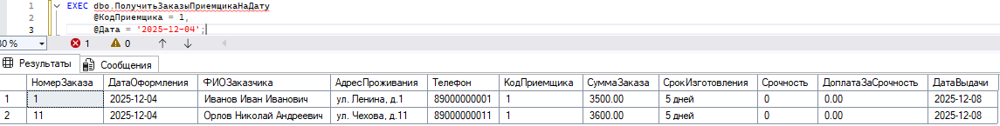 1 EXEC dbo.ПолучитьЗаказыПриемщикаНаДату
2 @КодПриемщика = 1,
3 @Дата = '2025-12-04';
30 % 1 0
Результаты Сообщения
НомерЗаказа ДатаОформления ФИОЗаказчика АдресПроживания Телефон КодПриемщика СуммаЗаказа СрокИзготовления Срочность ДоплатаЗаСрочность ДатаВыдачи
1 1 2025-12-04 Иванов Иван Иванович ул. Ленина, д.1 89000000001 1 3500.00 5 дней 0 0.00 2025-12-08
2 11 2025-12-04 Орлов Николай Андреевич ул. Чехова, д.11 89000000011 1 3600.00 5 дней 0 0.00 2025-12-08